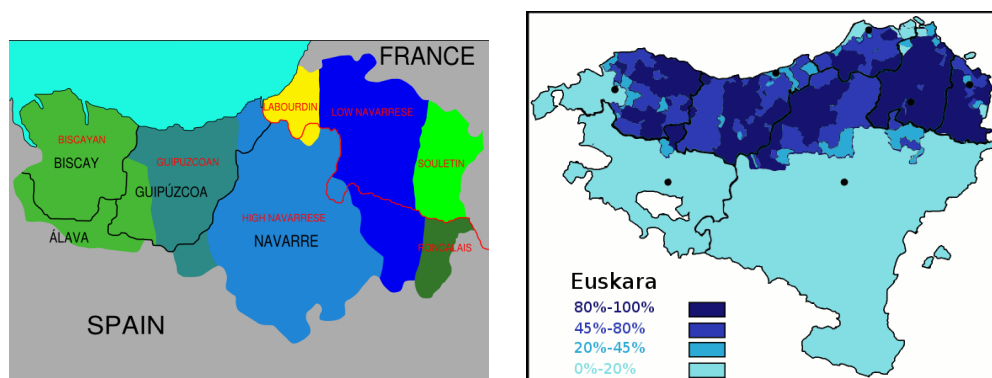 FRANCE
LABOURDIN
LOW NAVARRESE
BISCAYAN
BISCAY
GUIPUZCOAN
GUIPÚZCOA
SOULETIN
HIGH NAVARRESE
NAVARRE
ÁLAVA
RONCALAIS
SPAIN
Euskara
80%-100%
45%-80%
20%-45%
0%-20%